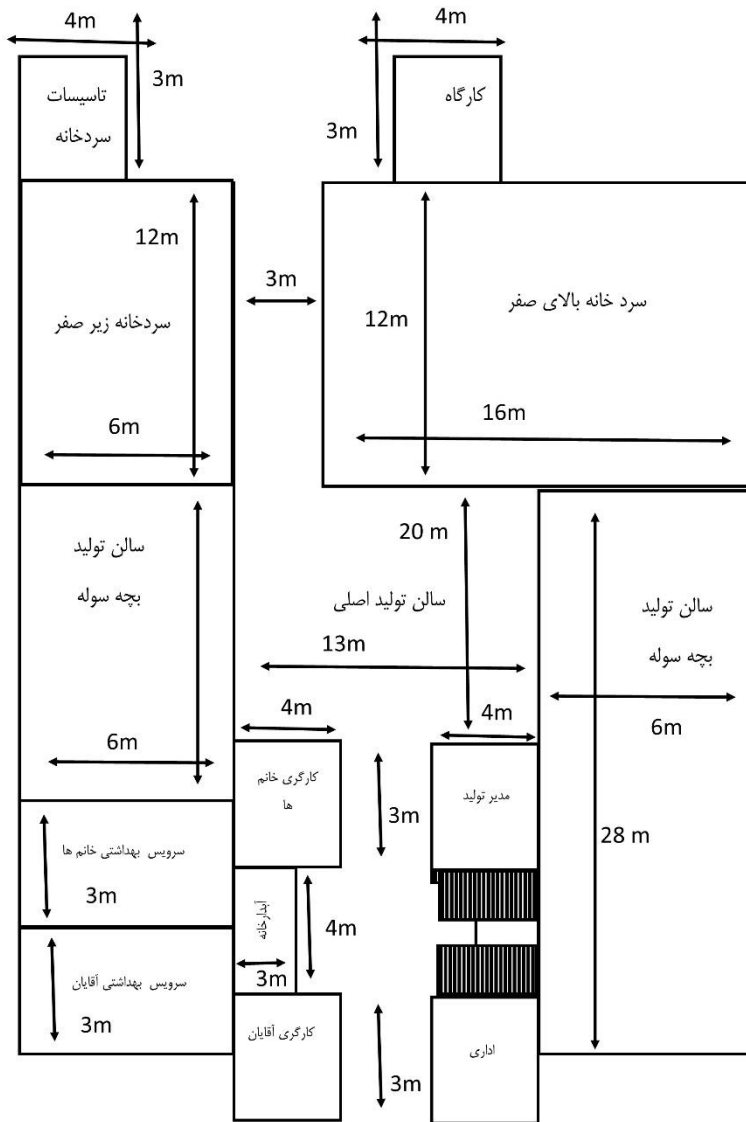 4m
4m
3m
3m
تاسیسات
سردخانه
کارگاه
12m
3m
12m
سردخانه زیر صفر
سرد خانه بالای صفر
6m
16m
20 m
سالن تولید
بچه سوله
سالن تولید اصلی
سالن تولید
بچه سوله
13m
4m
4m
6m
6m
کارگری خانم
ها
مدیر تولید
3m
28 m
سرویس بهداشتی خانم ها
3m
آبدارخانه
4m
3m
سرویس بهداشتی آقایان
3m
کارگری آقایان
اداری
3m